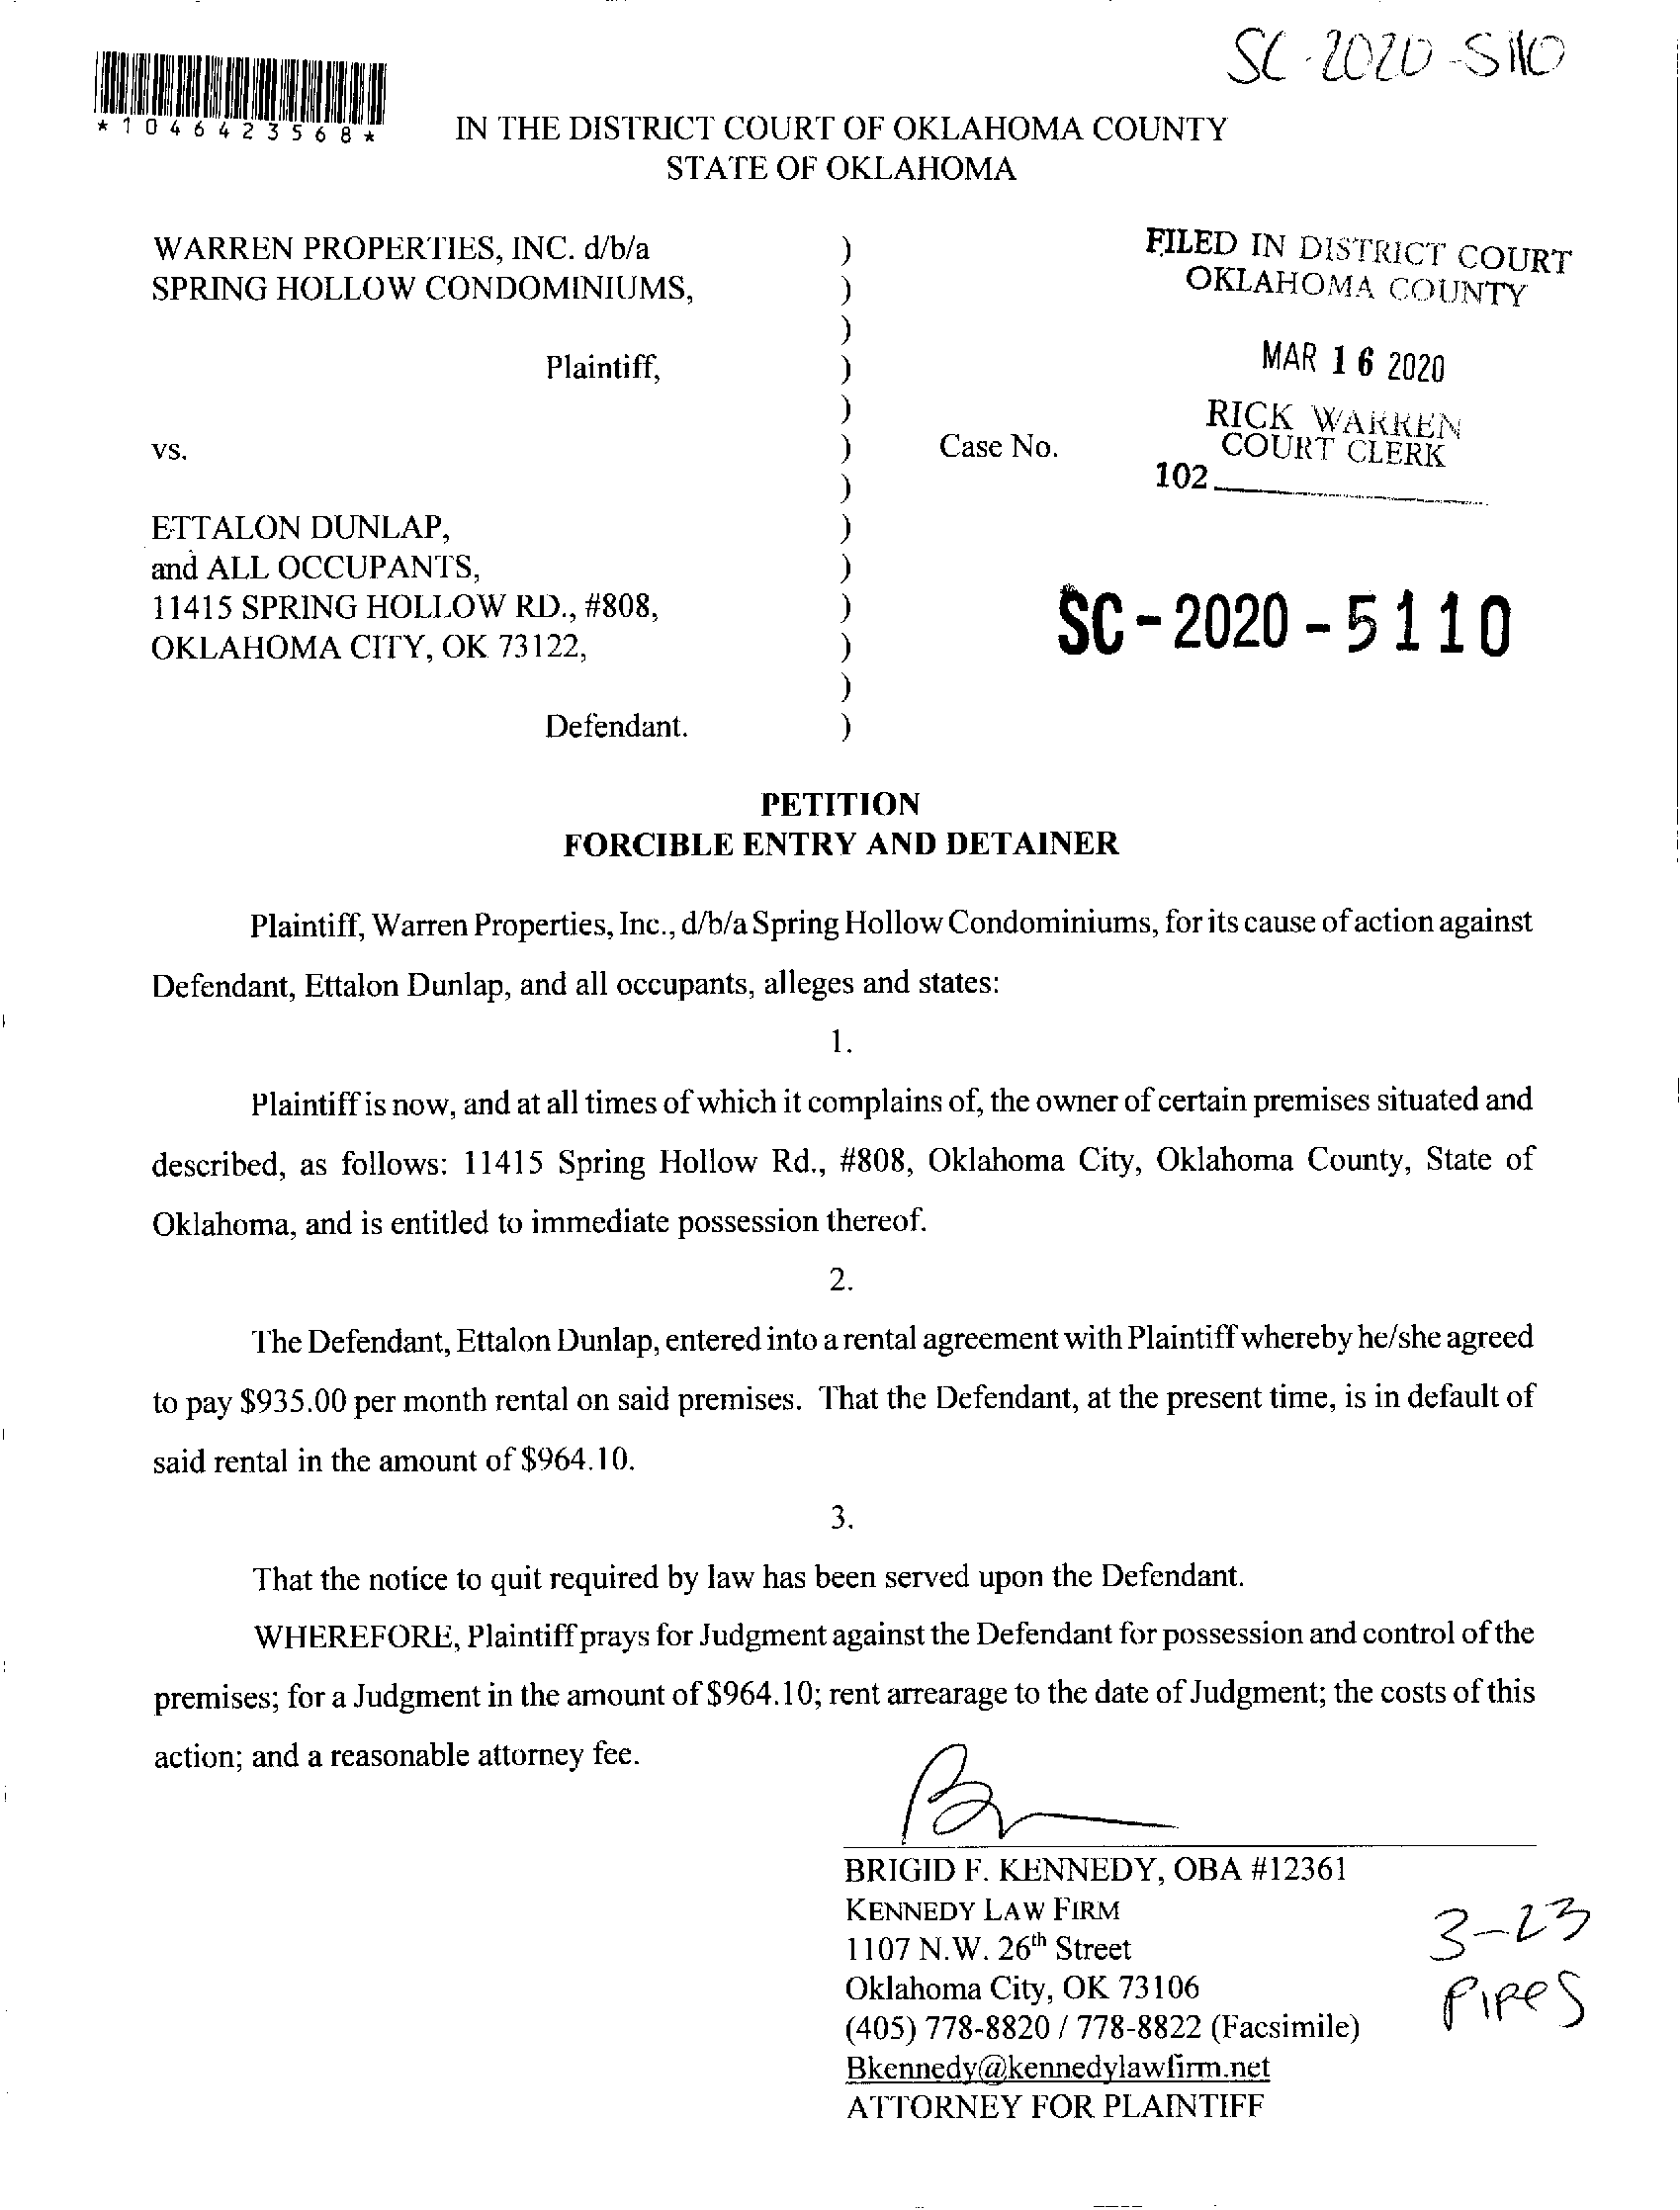 SC-2020-5110
*1046423568*
IN THE DISTRICT COURT OF OKLAHOMA COUNTY
STATE OF OKLAHOMA
WARREN PROPERTIES, INC. d/b/a )
SPRING HOLLOW CONDOMINIUMS, )
)
Plaintiff, )
)
vs. ) Case No.
)
ETTALON DUNLAP, )
and ALL OCCUPANTS, )
11415 SPRING HOLLOW RD., #808, )
OKLAHOMA CITY, OK 73122, )
)
Defendant. )
FILED IN DISTRICT COURT
OKLAHOMA COUNTY
MAR 16 2020
RICK WARREN
COURT CLERK
102
SC-2020-5110
PETITION
FORCIBLE ENTRY AND DETAINER
Plaintiff, Warren Properties, Inc., d/b/a Spring Hollow Condominiums, for its cause of action against
Defendant, Ettalon Dunlap, and all occupants, alleges and states:
1.
Plaintiff is now, and at all times of which it complains of, the owner of certain premises situated and
described, as follows: 11415 Spring Hollow Rd., #808, Oklahoma City, Oklahoma County, State of
Oklahoma, and is entitled to immediate possession thereof.
2.
The Defendant, Ettalon Dunlap, entered into a rental agreement with Plaintiff whereby he/she agreed
to pay $935.00 per month rental on said premises. That the Defendant, at the present time, is in default of
said rental in the amount of $964.10.
3.
That the notice to quit required by law has been served upon the Defendant.
WHEREFORE, Plaintiff prays for Judgment against the Defendant for possession and control of the
premises; for a Judgment in the amount of $964.10; rent arrearage to the date of Judgment; the costs of this
action; and a reasonable attorney fee.
BRIGID F. KENNEDY, OBA #12361
KENNEDY LAW FIRM
1107 N.W. 26th Street
Oklahoma City, OK 73106
(405) 778-8820 / 778-8822 (Facsimile)
Bkennedy@kennedylawfirm.net
ATTORNEY FOR PLAINTIFF
3-23
PIPES